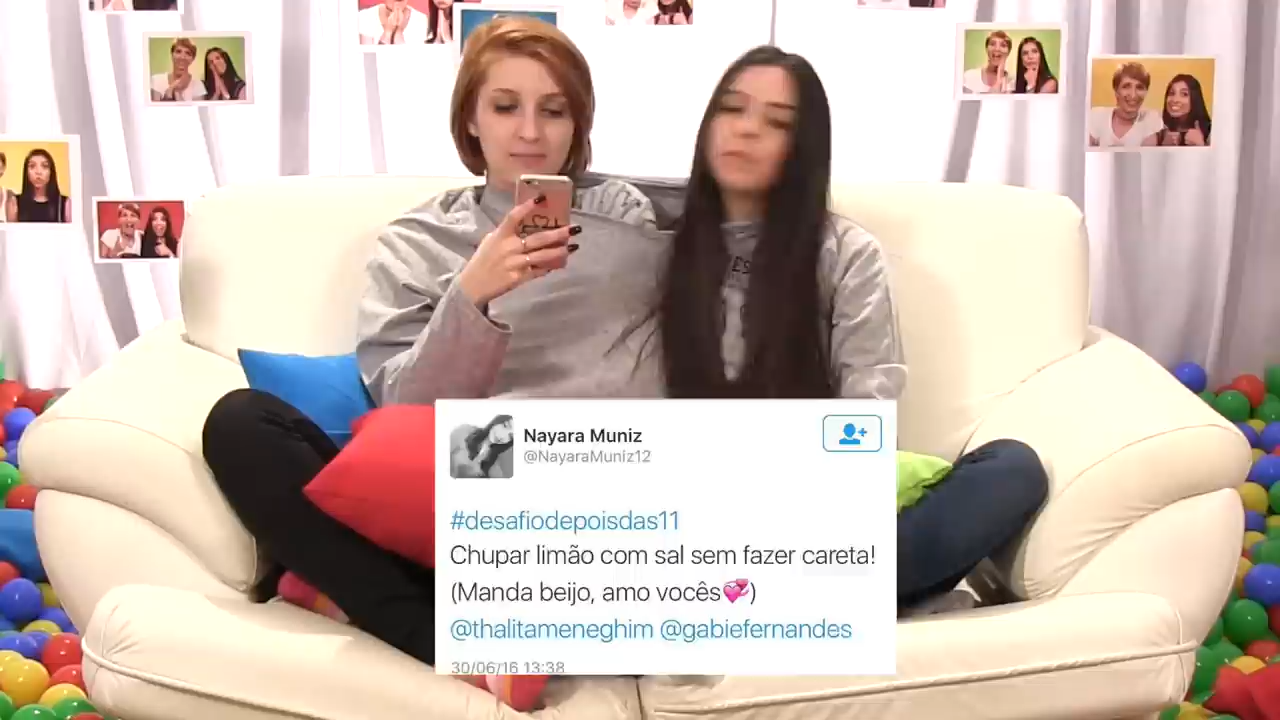 Nayara Muniz
@NayaraMuniz12
#desafiodepoisdas11
Chupar limão com sal sem fazer careta!
(Manda beijo, amo vocês💞)
@thalitameneghim @gabiefernandes
30/06/16 13:38